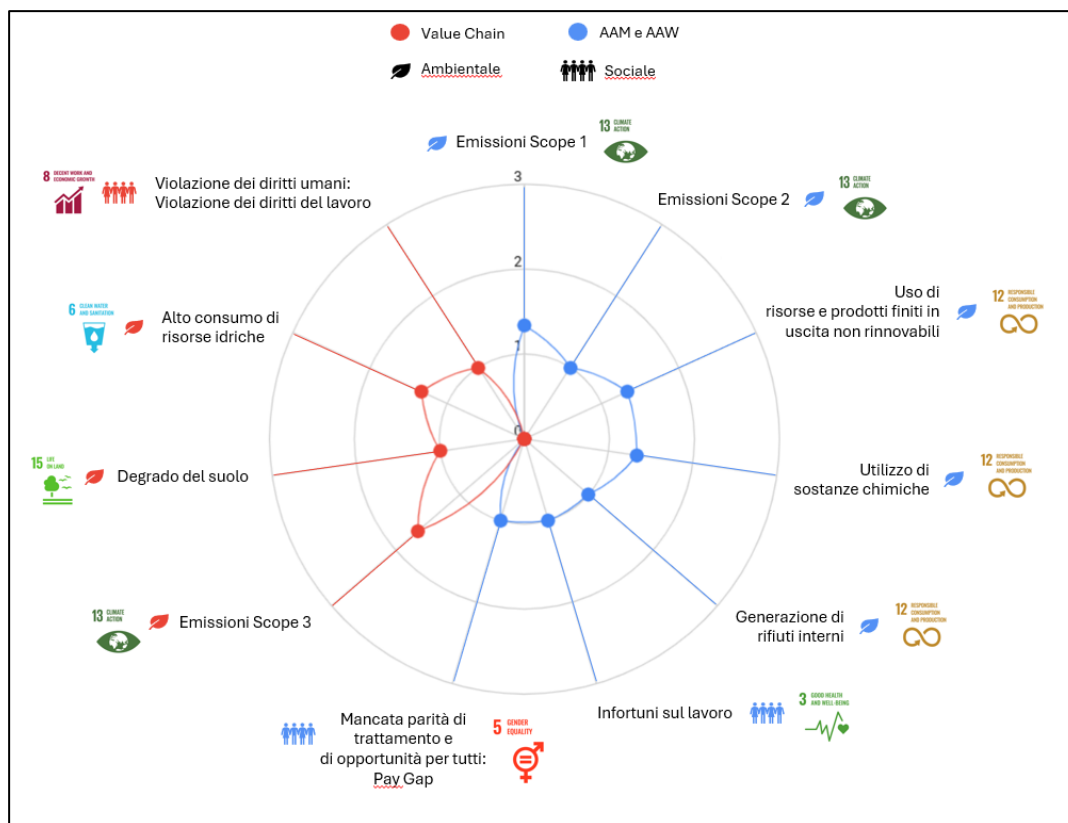 Value Chain
AAM e AAW
Ambientale
Sociale
Emissioni Scope 1
13 CLIMATE
ACTION
Emissioni Scope 2
13 CLIMATE
ACTION
Uso di
risorse e prodotti finiti in
uscita non rinnovabili
12 RESPONSIBLE
CONSUMPTION
AND PRODUCTION
Utilizzo di
sostanze chimiche
12 RESPONSIBLE
CONSUMPTION
AND PRODUCTION
Generazione di
rifiuti interni
12 RESPONSIBLE
CONSUMPTION
AND PRODUCTION
Infortuni sul lavoro
3 GOOD HEALTH
AND WELL-BEING
Mancata parità di
trattamento e
di opportunità per tutti:
Pay Gap
5 GENDER
EQUALITY
Emissioni Scope 3
13 CLIMATE
ACTION
Degrado del suolo
15 LIFE
ON LAND
Alto consumo di
risorse idriche
6 CLEAN WATER
AND SANITATION
Violazione dei diritti umani:
Violazione dei diritti del lavoro
8 DECENT WORK AND
ECONOMIC GROWTH
3
2
1
0